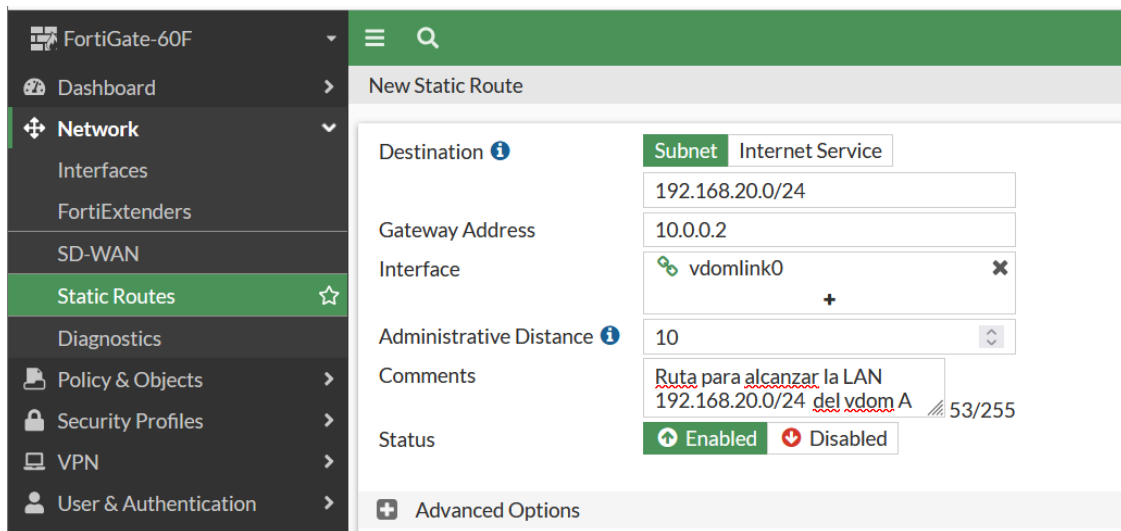 FortiGate-60F
Dashboard
Network
Interfaces
FortiExtenders
SD-WAN
Static Routes
Diagnostics
Policy & Objects
Security Profiles
VPN
User & Authentication
New Static Route
Destination
Subnet Internet Service
192.168.20.0/24
Gateway Address 10.0.0.2
Interface vdomlink0
+
Administrative Distance 10
Comments Ruta para alcanzar la LAN
192.168.20.0/24 del vdom A
53/255
Status Enabled Disabled
Advanced Options